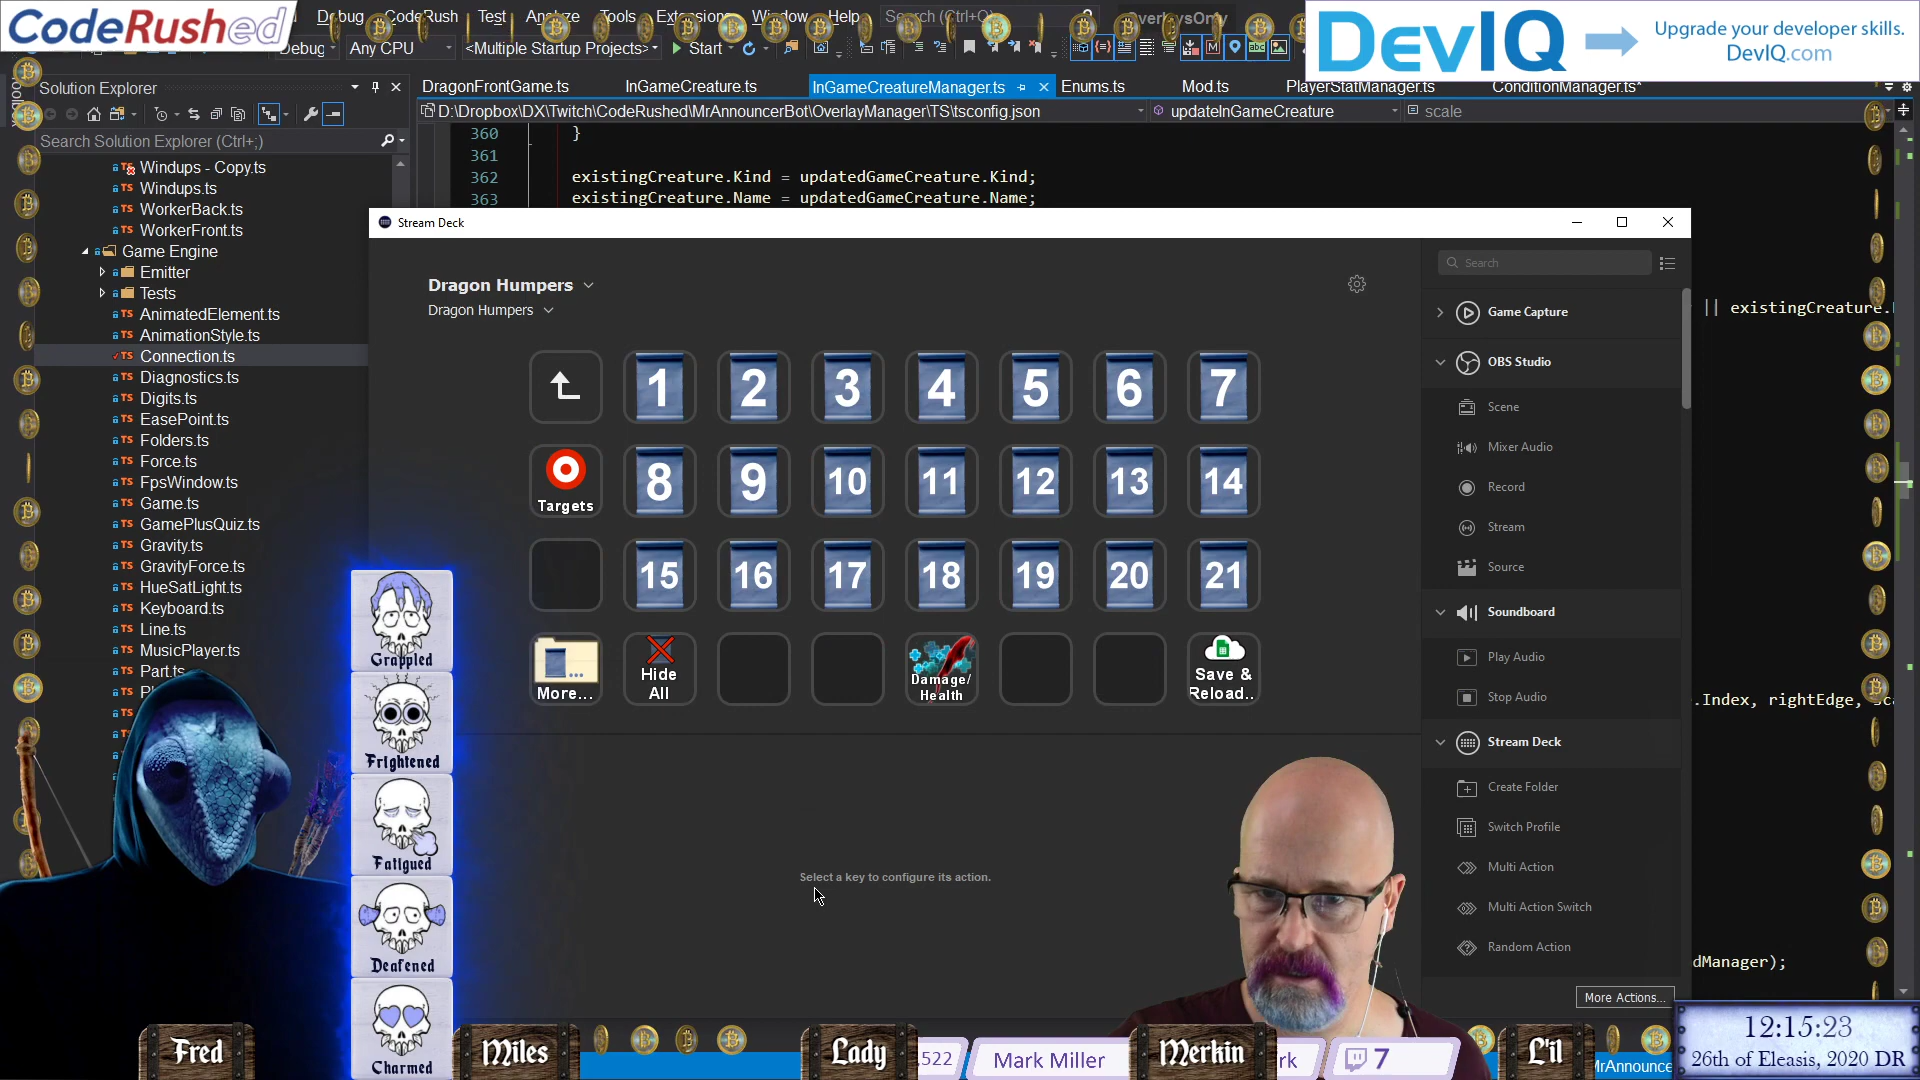 CodeRushed
Debug CodeRush Test Analyze Tools Extensions Window Help Search (Ctrl+Q) OverlaysOnly
Debug Any CPU <Multiple Startup Projects> Start
DevIQ
Upgrade your developer skills.
DevIQ.com
Solution Explorer
DragonFrontGame.ts InGameCreature.ts InGameCreatureManager.ts Enums.ts Mod.ts PlayerStatManager.ts ConditionManager.ts*
D:\Dropbox\DX\Twitch\CodeRushed\MrAnnouncerBot\OverlayManager\TS\tsconfig.json updateInGameCreature scale
Search Solution Explorer (Ctrl+;)
360 }
361
362 existingCreature.Kind = updatedGameCreature.Kind;
363 existingCreature.Name = updatedGameCreature.Name;
|| existingCreature.
.Index, rightEdge,
dManager);
Windups - Copy.ts
Windups.ts
WorkerBack.ts
WorkerFront.ts
Game Engine
Emitter
Tests
AnimatedElement.ts
AnimationStyle.ts
Connection.ts
Diagnostics.ts
Digits.ts
EasePoint.ts
Folders.ts
Force.ts
FpsWindow.ts
Game.ts
GamePlusQuiz.ts
Gravity.ts
GravityForce.ts
HueSatLight.ts
Keyboard.ts
Line.ts
MusicPlayer.ts
Part.ts
Stream Deck
Dragon Humpers
Dragon Humpers
1 2 3 4 5 6 7
Targets 8 9 10 11 12 13 14
15 16 17 18 19 20 21
More...
Hide
All
Damage/
Health
Save &
Reload..
Select a key to configure its action.
Search
Game Capture
OBS Studio
Scene
Mixer Audio
Record
Stream
Source
Soundboard
Play Audio
Stop Audio
Stream Deck
Create Folder
Switch Profile
Multi Action
Multi Action Switch
Random Action
More Actions...
Grappled
Frightened
Fatigued
Deafened
Charmed
Fred Miles Lady Merkin L'il
.522 Mark Miller rk 7
12:15:23
26th of Eleasis, 2020 DR
MrAnnounce